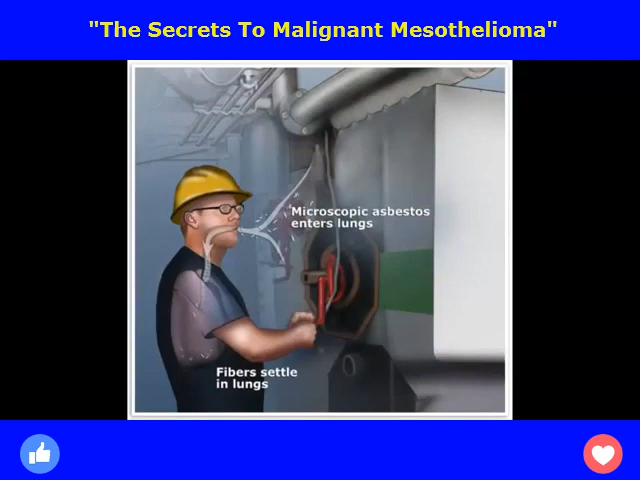 "The Secrets To Malignant Mesothelioma"
Microscopic asbestos
enters lungs
Fibers settle
in lungs